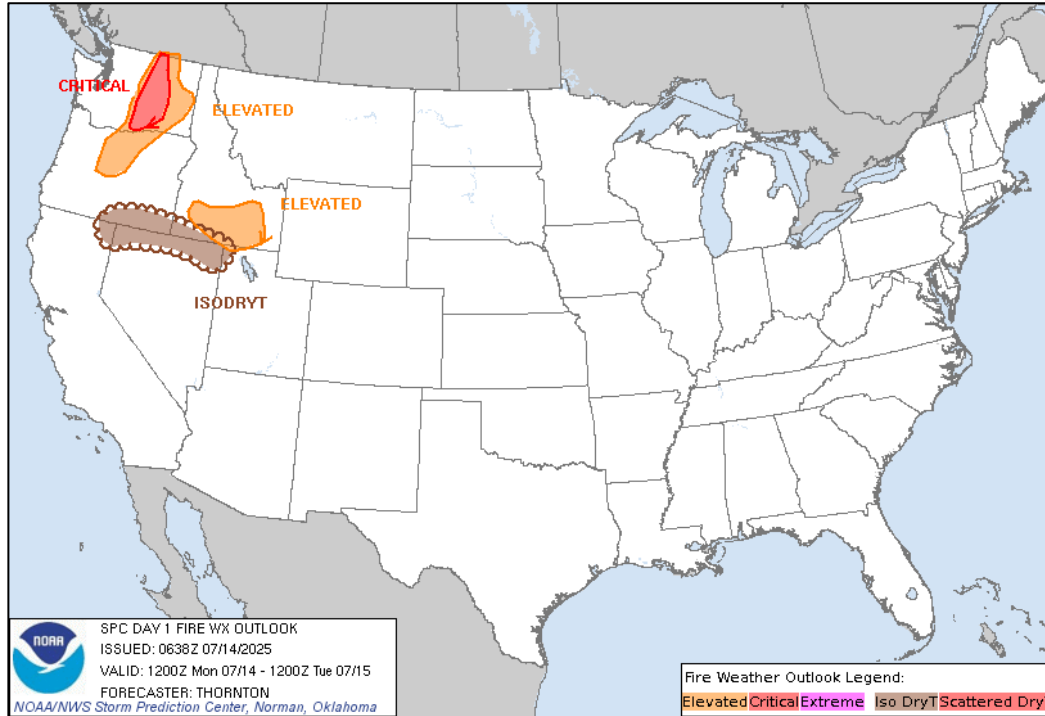 CRITICAL
ELEVATED
ELEVATED
ISODRYT
NOAA
SPC DAY 1 FIRE WX OUTLOOK
ISSUED: 0638Z 07/14/2025
VALID: 1200Z Mon 07/14 - 1200Z Tue 07/15
FORECASTER: THORNTON
NOAA/NWS Storm Prediction Center, Norman, Oklahoma
Fire Weather Outlook Legend:
Elevated Critical Extreme Iso DryT Scattered Dry